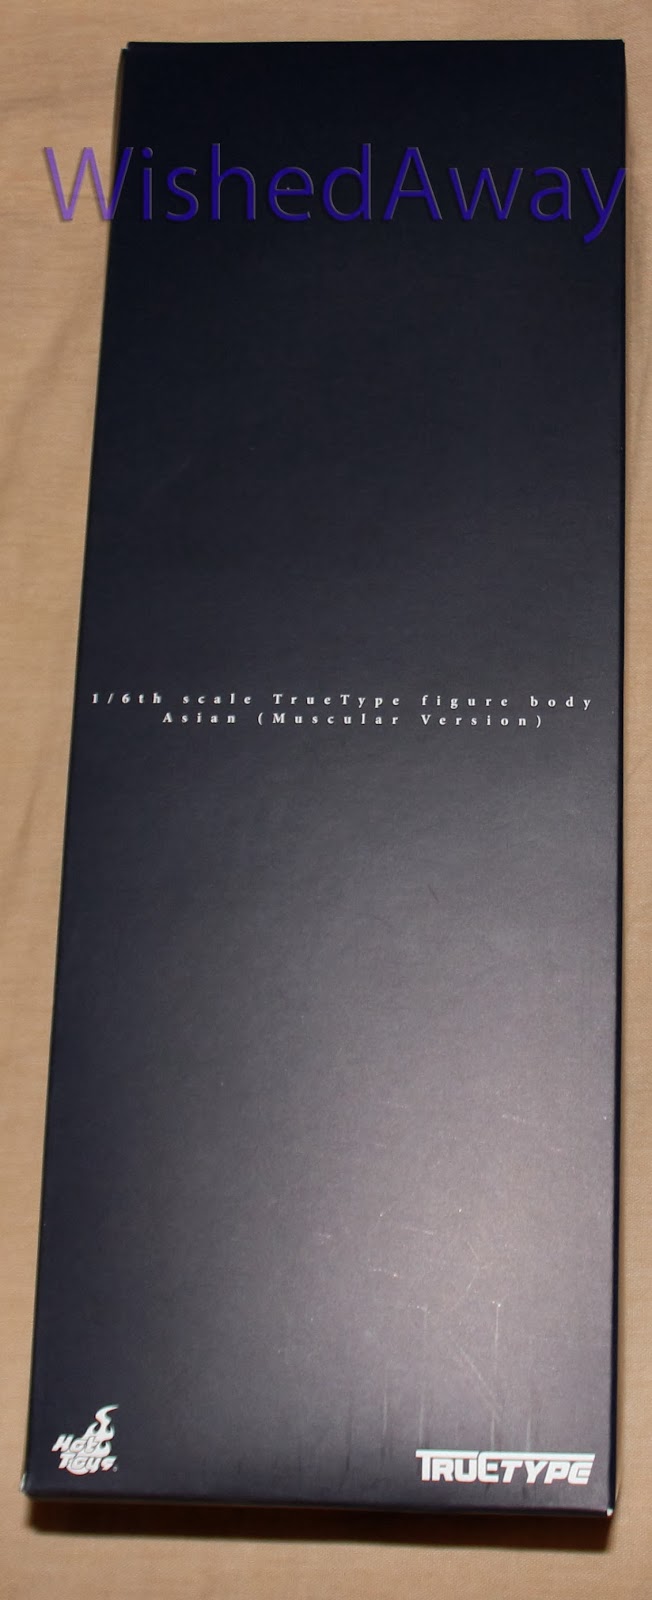 WishedAway
1/6th scale TrueType figure body
Asian (Muscular Version)
Hot
Toys
TRUETYPE